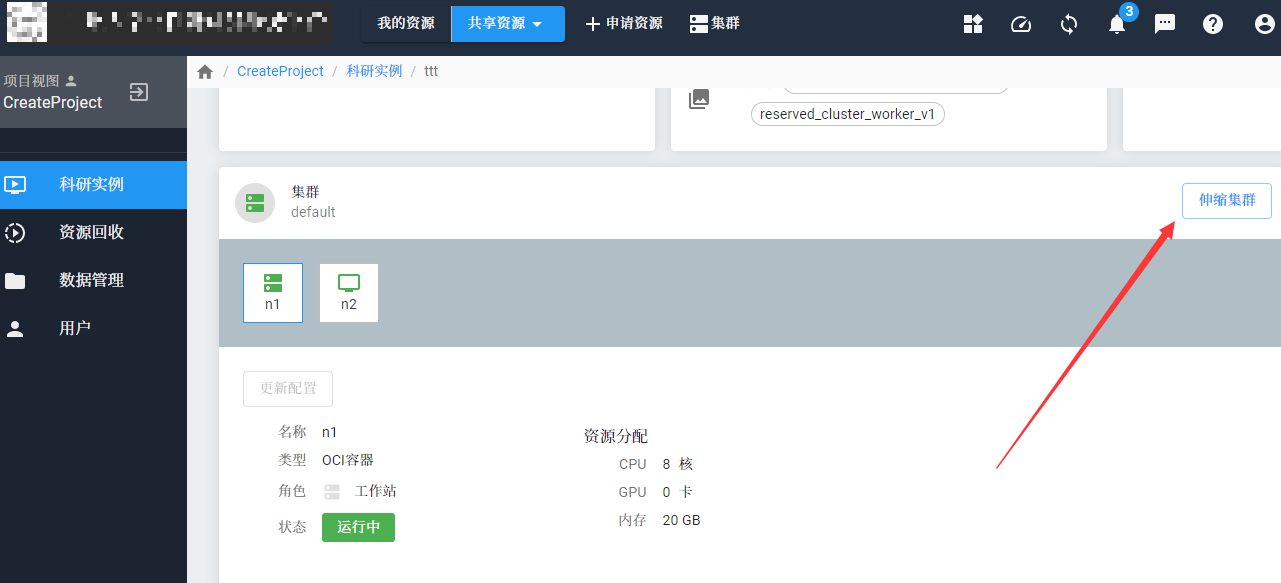 我的资源
共享资源
申请资源
集群
3
项目视图
CreateProject
/ CreateProject / 科研实例 / ttt
科研实例
资源回收
数据管理
用户
reserved_cluster_worker_v1
集群
default
伸缩集群
n1
n2
更新配置
名称 n1
类型 OCI容器
角色 工作站
状态 运行中
资源分配
CPU 8 核
GPU 0 卡
内存 20 GB